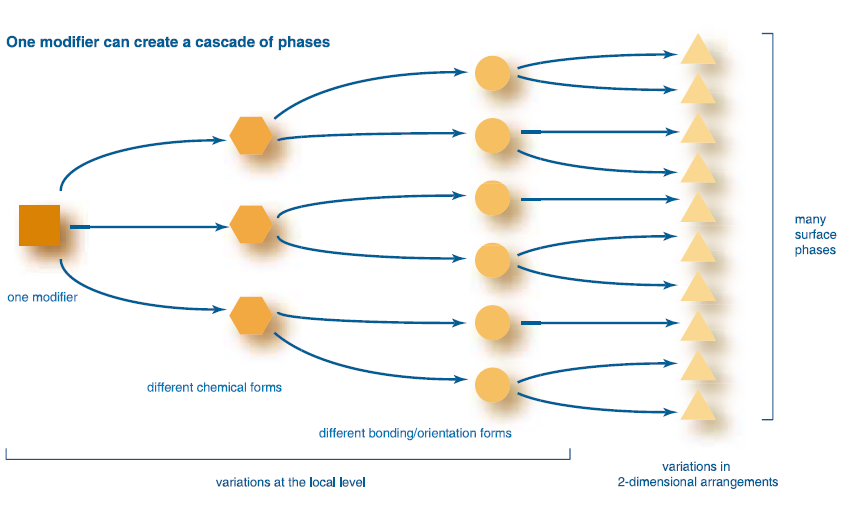 One modifier can create a cascade of phases
many
surface
phases
one modifier
different chemical forms
different bonding/orientation forms
variations at the local level
variations in
2-dimensional arrangements